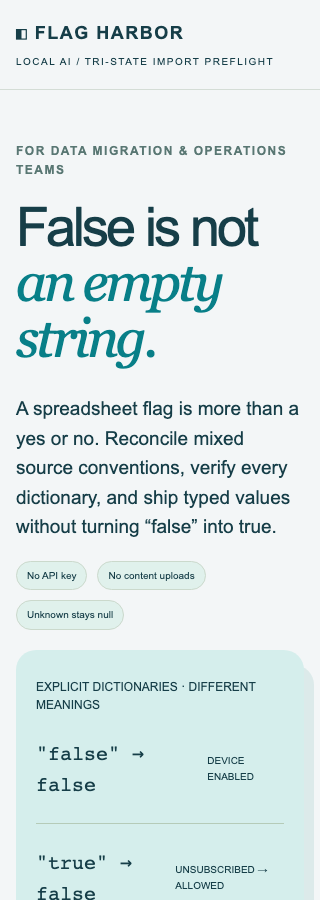 ◧ FLAG HARBOR
LOCAL AI / TRI-STATE IMPORT PREFLIGHT
FOR DATA MIGRATION & OPERATIONS
TEAMS
False is not
an empty
string.
A spreadsheet flag is more than a
yes or no. Reconcile mixed
source conventions, verify every
dictionary, and ship typed values
without turning “false” into true.
No API key
No content uploads
Unknown stays null
EXPLICIT DICTIONARIES · DIFFERENT
MEANINGS
"false" →
false
DEVICE
ENABLED
"true" →
false
UNSUBSCRIBED →
ALLOWED